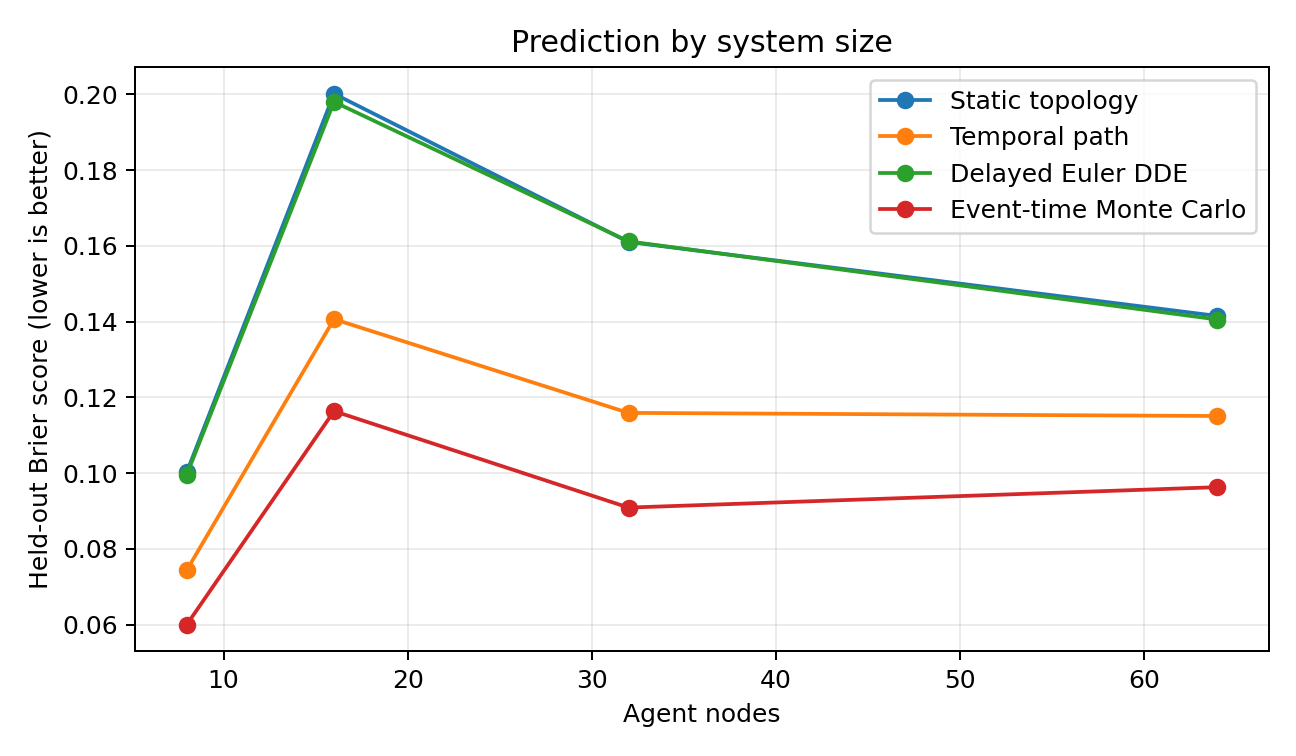 Prediction by system size
Held-out Brier score (lower is better)
0.20
0.18
0.16
0.14
0.12
0.10
0.08
0.06
Static topology
Temporal path
Delayed Euler DDE
Event-time Monte Carlo
10 20 30 40 50 60
Agent nodes